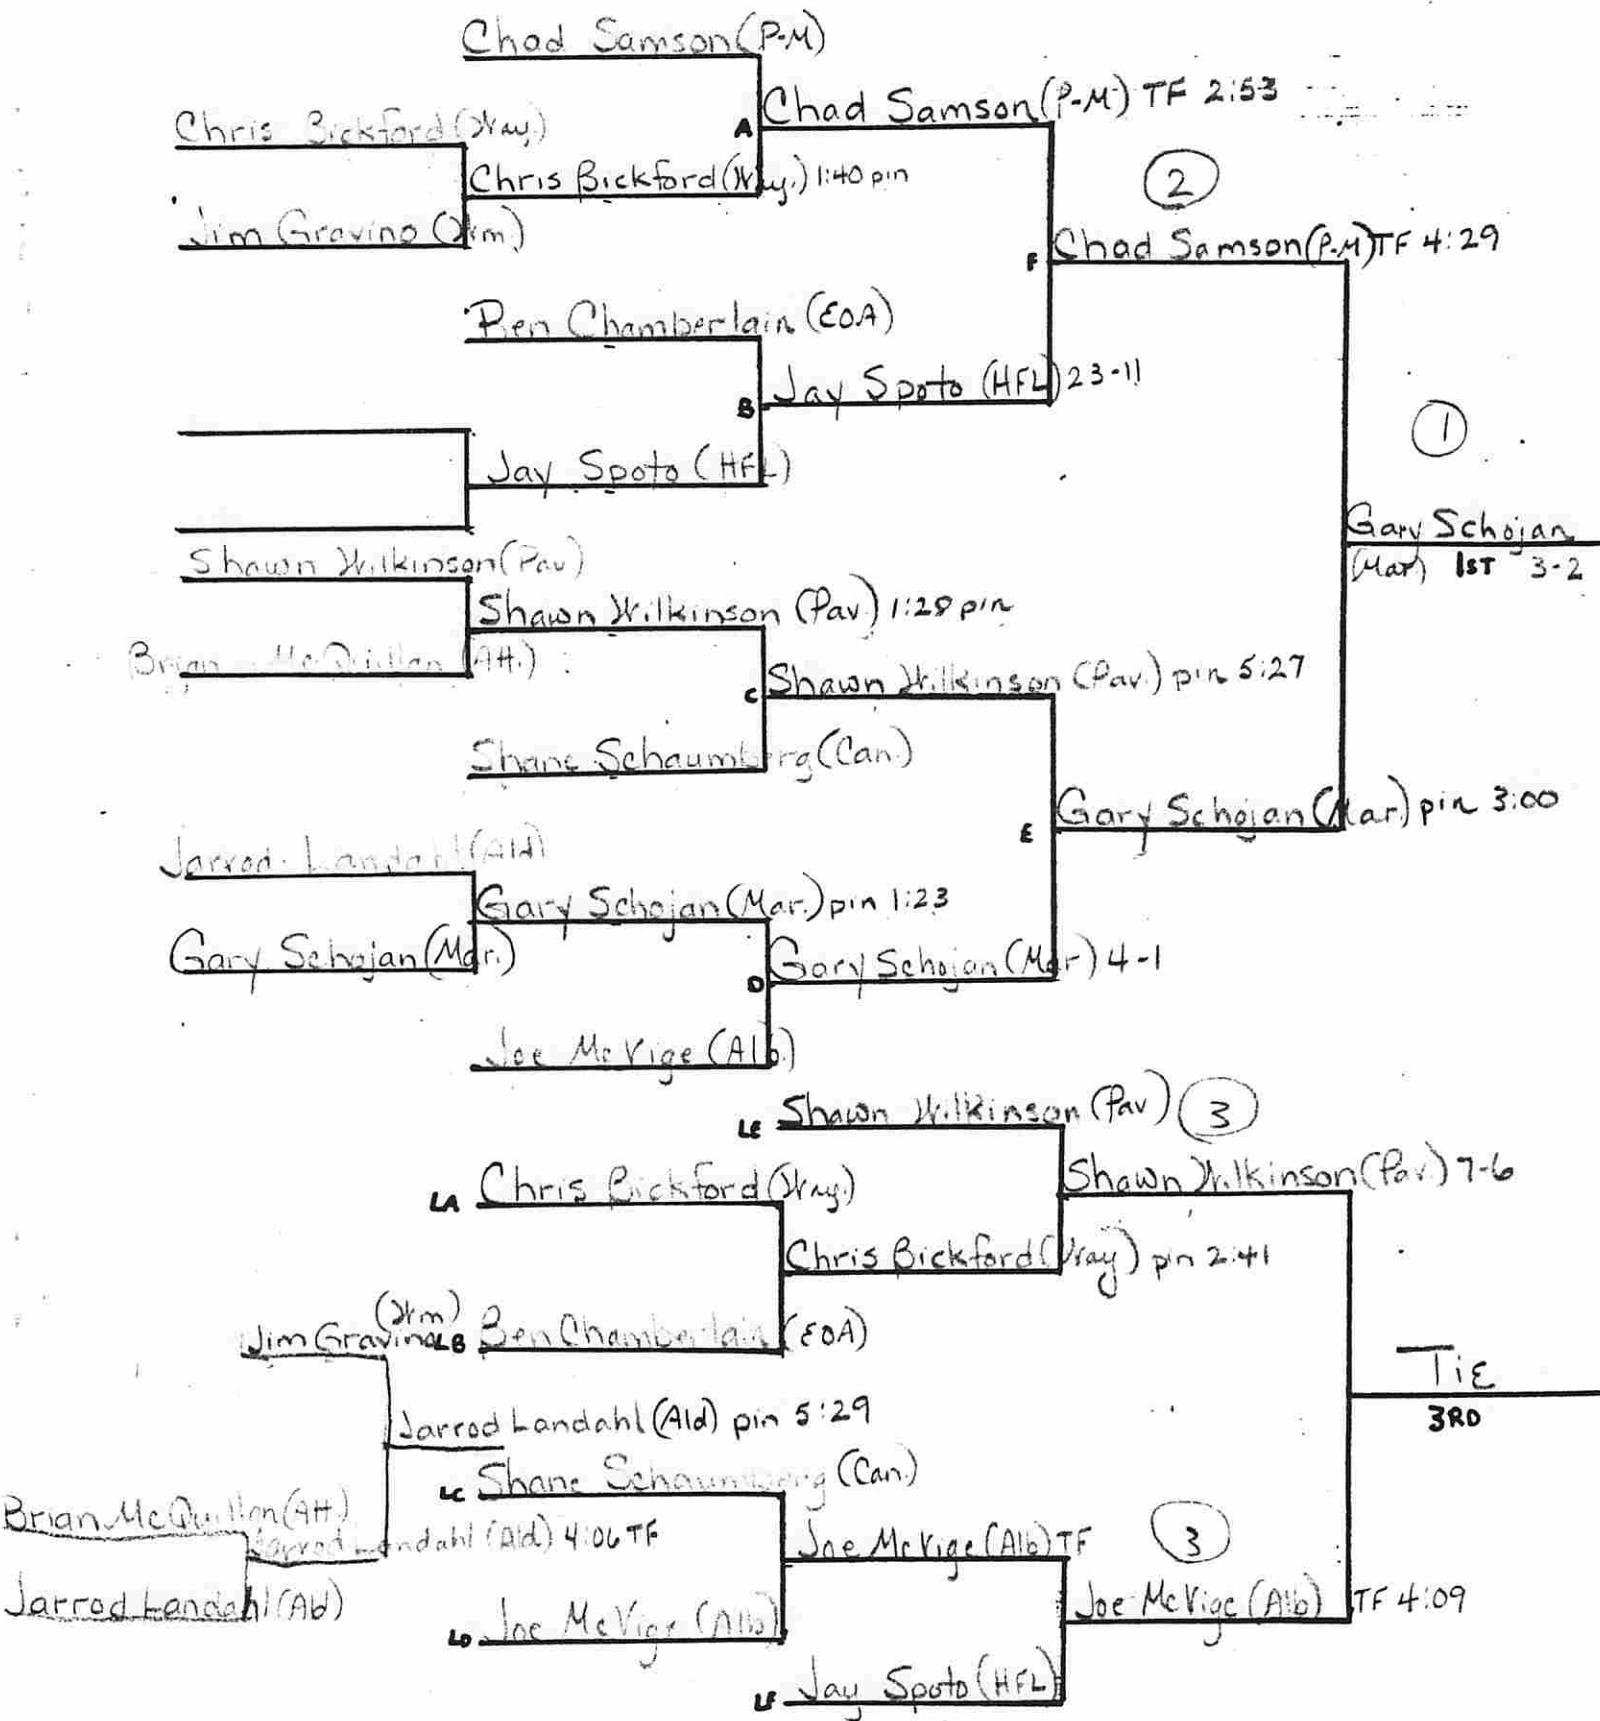 Chad Samson (P-M)
A Chad Samson (P-M) TF 2:53
Chris Bickford (Way.)
Chris Bickford (Way.) 1:40 pin
Jim Gravino (Wm.)
2
F Chad Samson (P-M) TF 4:29
Ben Chamberlain (EOA)
B Jay Spoto (HFL) 23-11
Jay Spoto (HFL)
1
Gary Schojan
(Mar) 1ST 3-2
Shawn Wilkinson (Pav)
Shawn Wilkinson (Pav.) 1:28 pin
Brian McQuillan (Att.)
C Shawn Wilkinson (Pav.) pin 5:27
Shane Schaumberg (Can.)
E Gary Schojan (Mar.) pin 3:00
Jarrod Landahl (Ald)
Gary Schojan (Mar.) pin 1:23
Gary Schojan (Mar.)
D Gary Schojan (Mar) 4-1
Joe McVige (Alb.)
LE Shawn Wilkinson (Pav) 3
Shawn Wilkinson (Pav.) 7-6
LA Chris Bickford (Way.)
Chris Bickford (Way) pin 2:41
(Wm)
Jim Gravino
LB Ben Chamberlain (EOA)
TiE
3RD
Jarrod Landahl (Ald) pin 5:29
LC Shane Schaumberg (Can.)
Brian McQuillan (Att.)
Jarrod Landahl (Ald) 4:06 TF
Joe McVige (Alb) TF
3
Jarrod Landahl (Ald)
LD Joe McVige (Alb)
Joe McVige (Alb) TF 4:09
LF Jay Spoto (HFL)